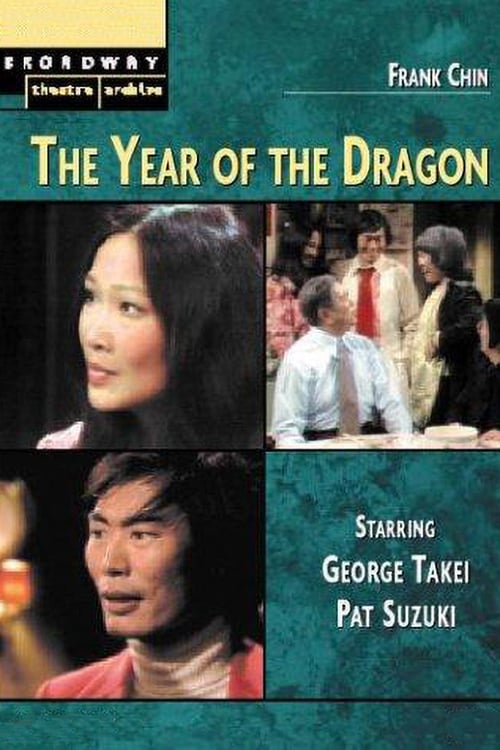 BROADWAY
theatre archive
FRANK CHIN
THE YEAR OF THE DRAGON
STARRING
GEORGE TAKEI
PAT SUZUKI